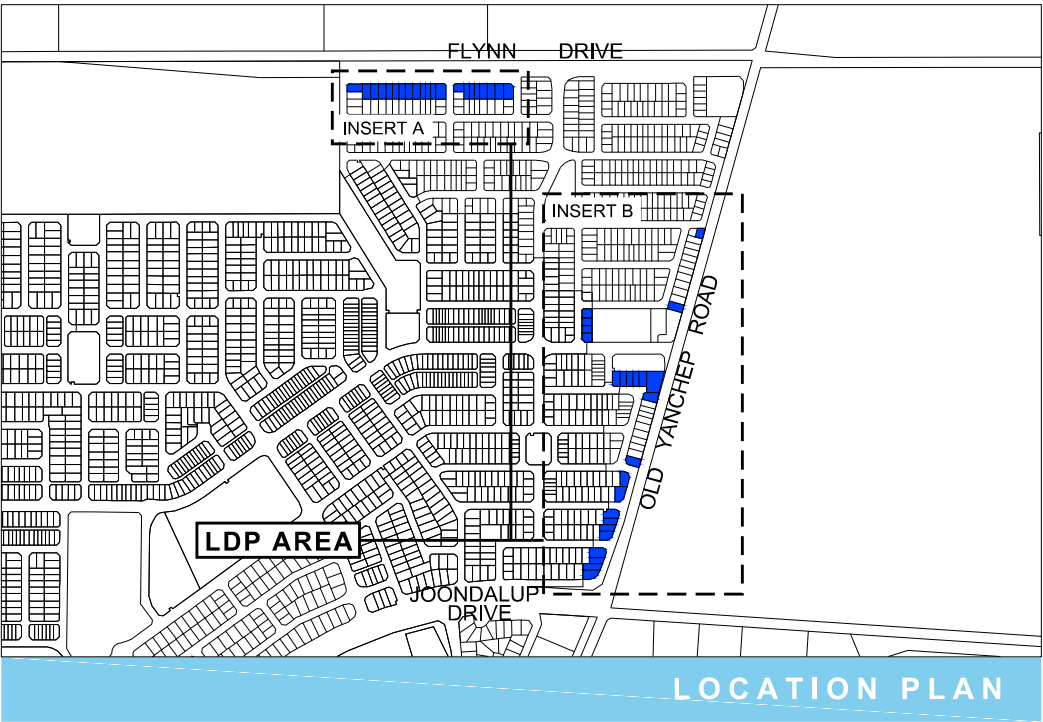 FLYNN DRIVE
INSERT A
INSERT B
OLD YANCHEP ROAD
LDP AREA
JOONDALUP
DRIVE
LOCATION PLAN